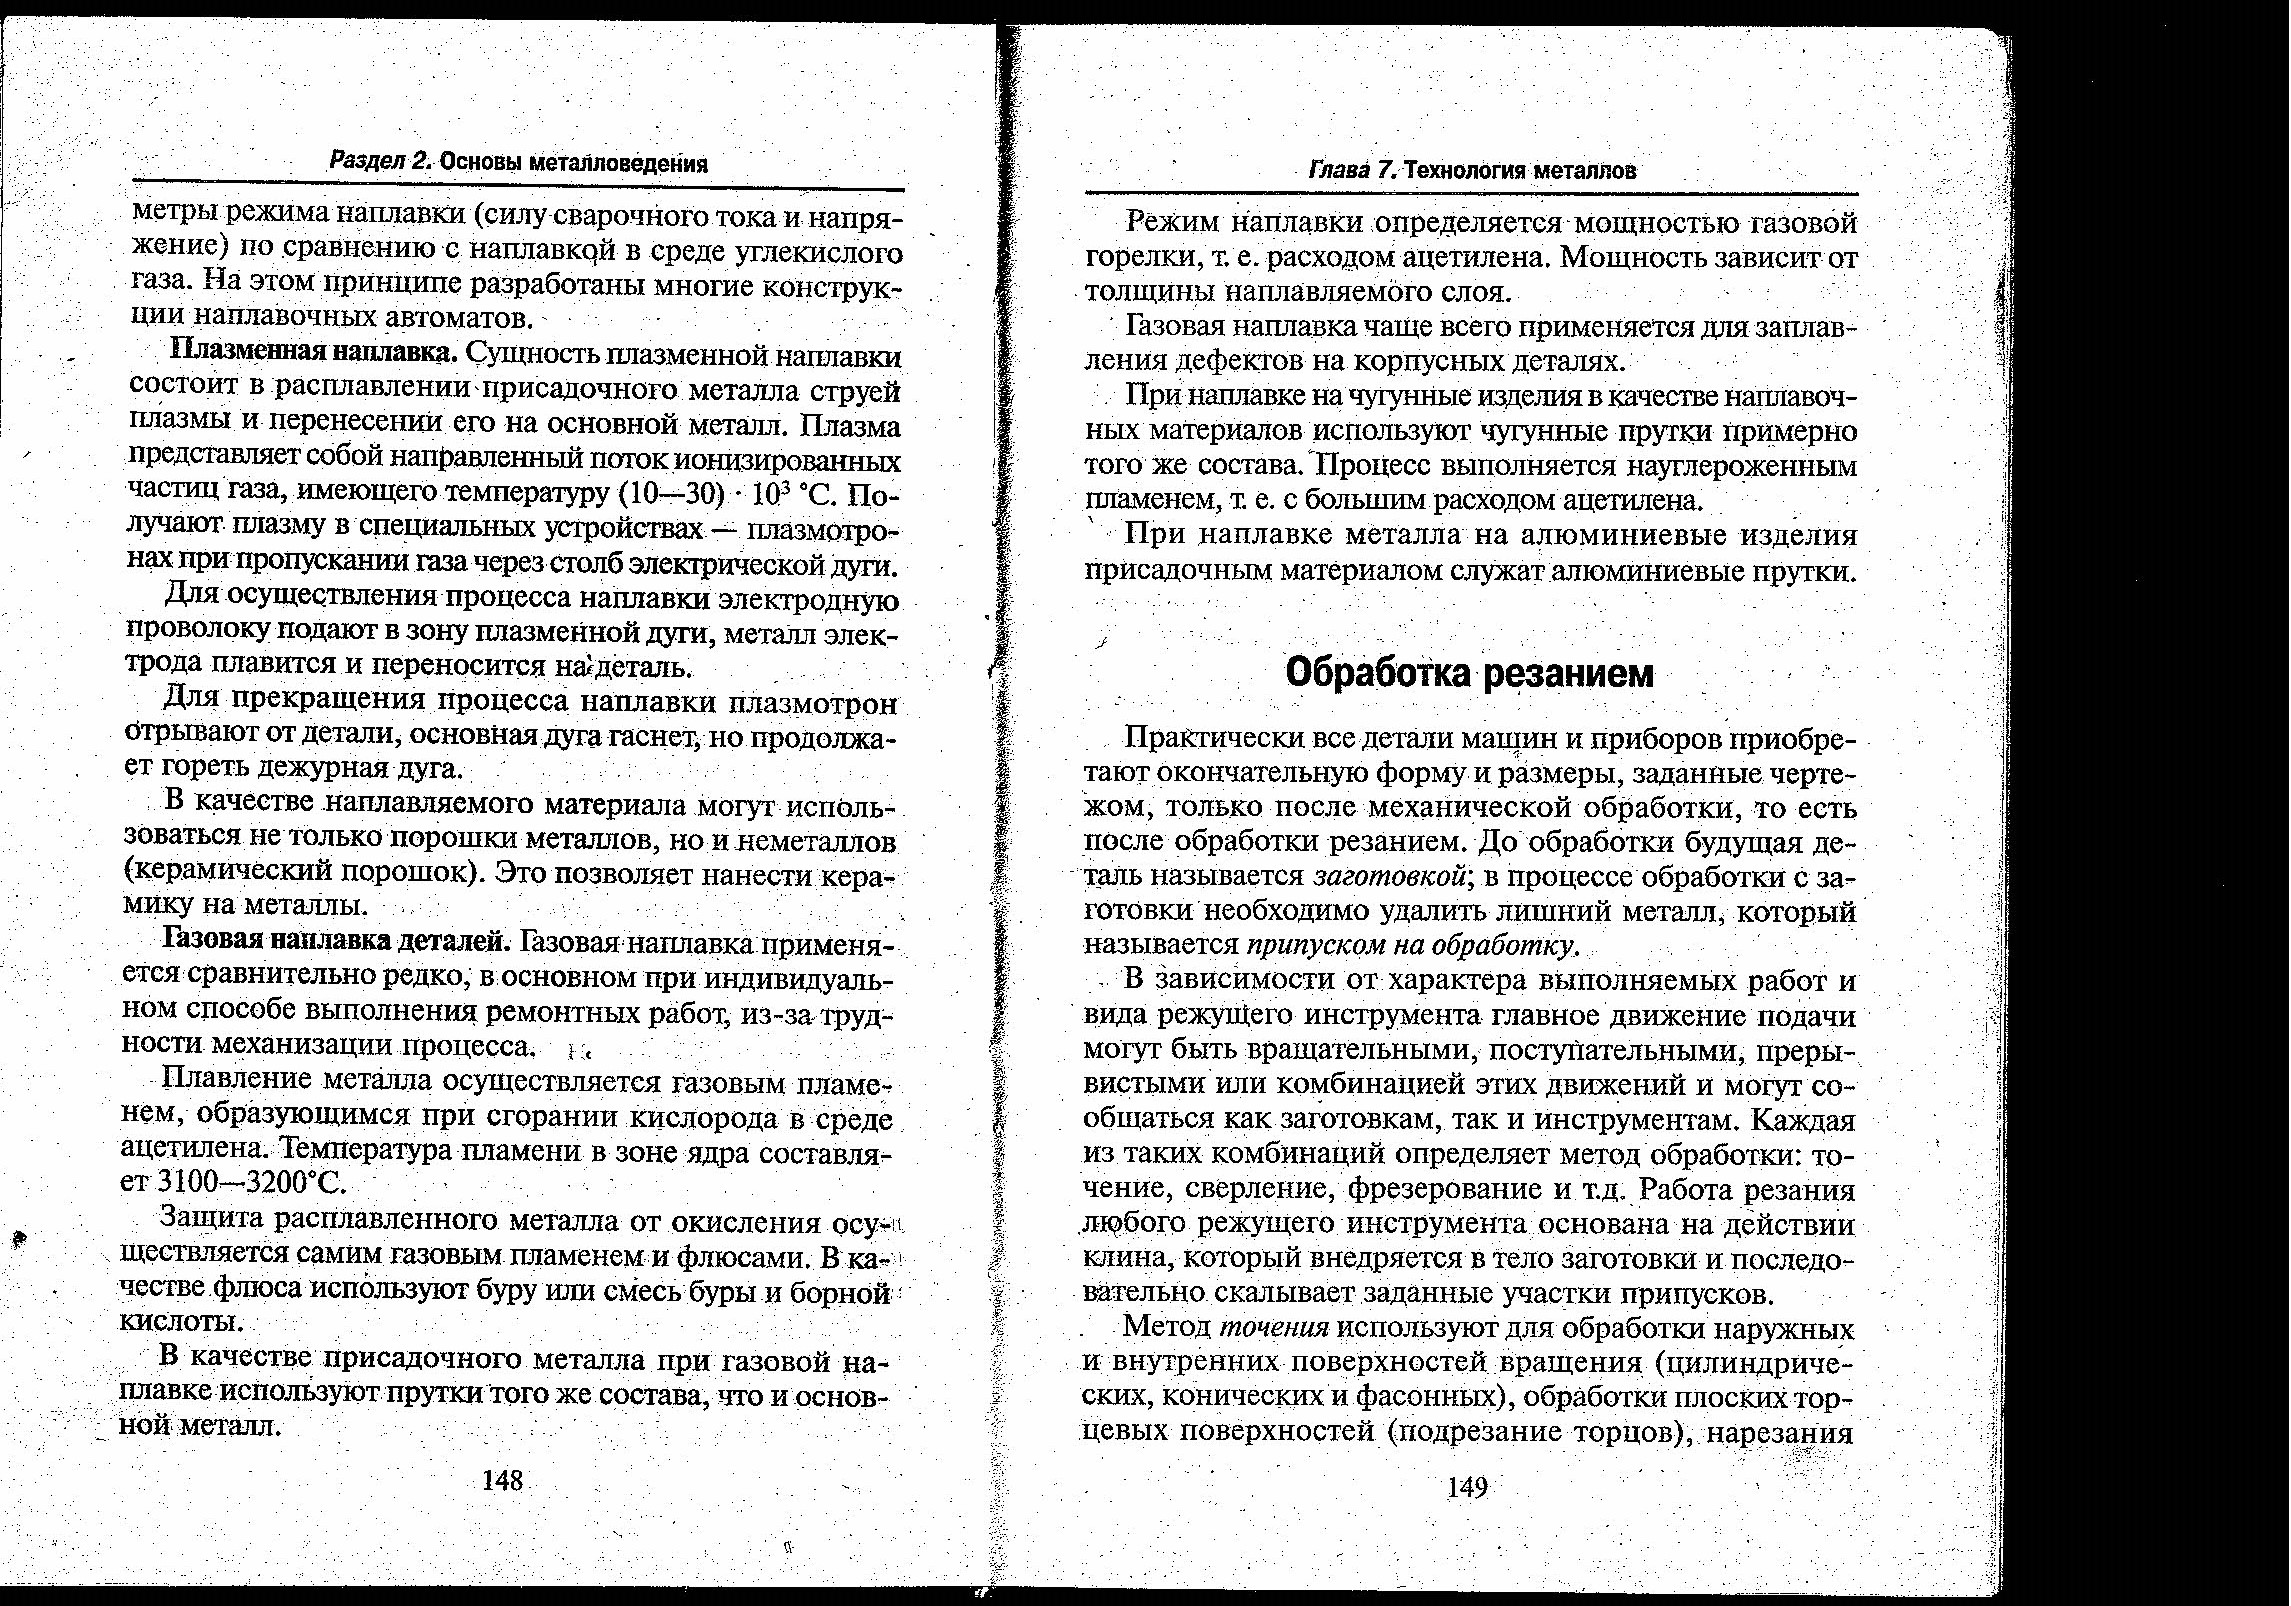 Раздел 2. Основы металловедения
метры режима наплавки (силу сварочного тока и напря-
жение) по сравнению с наплавкой в среде углекислого
газа. На этом принципе разработаны многие конструк-
ции наплавочных автоматов.
Плазменная наплавка. Сущность плазменной наплавки
состоит в расплавлении присадочного металла струей
плазмы и перенесении его на основной металл. Плазма
представляет собой направленный поток ионизированных
частиц газа, имеющего температуру (10—30) · 10³ °С. По-
лучают плазму в специальных устройствах — плазмотро-
нах при пропускании газа через столб электрической дуги.
Для осуществления процесса наплавки электродную
проволоку подают в зону плазменной дуги, металл элек-
трода плавится и переносится на деталь.
Для прекращения процесса наплавки плазмотрон
отрывают от детали, основная дуга гаснет, но продолжа-
ет гореть дежурная дуга.
В качестве наплавляемого материала могут исполь-
зоваться не только порошки металлов, но и неметаллов
(керамический порошок). Это позволяет нанести кера-
мику на металлы.
Газовая наплавка деталей. Газовая наплавка применя-
ется сравнительно редко, в основном при индивидуаль-
ном способе выполнения ремонтных работ, из-за труд-
ности механизации процесса.
Плавление металла осуществляется газовым пламе-
нем, образующимся при сгорании кислорода в среде
ацетилена. Температура пламени в зоне ядра составля-
ет 3100—3200°С.
Защита расплавленного металла от окисления осу-
ществляется самим газовым пламенем и флюсами. В ка-
честве флюса используют буру или смесь буры и борной
кислоты.
В качестве присадочного металла при газовой на-
плавке используют прутки того же состава, что и основ-
ной металл.
148
Глава 7. Технология металлов
Режим наплавки определяется мощностью газовой
горелки, т. е. расходом ацетилена. Мощность зависит от
толщины наплавляемого слоя.
Газовая наплавка чаще всего применяется для заплав-
ления дефектов на корпусных деталях.
При наплавке на чугунные изделия в качестве наплавоч-
ных материалов используют чугунные прутки примерно
того же состава. Процесс выполняется науглероженным
пламенем, т. е. с большим расходом ацетилена.
При наплавке металла на алюминиевые изделия
присадочным материалом служат алюминиевые прутки.
Обработка резанием
Практически все детали машин и приборов приобре-
тают окончательную форму и размеры, заданные черте-
жом, только после механической обработки, то есть
после обработки резанием. До обработки будущая де-
таль называется заготовкой; в процессе обработки с за-
готовки необходимо удалить лишний металл, который
называется припуском на обработку.
В зависимости от характера выполняемых работ и
вида режущего инструмента главное движение подачи
могут быть вращательными, поступательными, преры-
вистыми или комбинацией этих движений и могут со-
общаться как заготовкам, так и инструментам. Каждая
из таких комбинаций определяет метод обработки: то-
чение, сверление, фрезерование и т.д. Работа резания
любого режущего инструмента основана на действии
клина, который внедряется в тело заготовки и последо-
вательно скалывает заданные участки припусков.
Метод точения используют для обработки наружных
и внутренних поверхностей вращения (цилиндриче-
ских, конических и фасонных), обработки плоских тор-
цевых поверхностей (подрезание торцов), нарезания
149